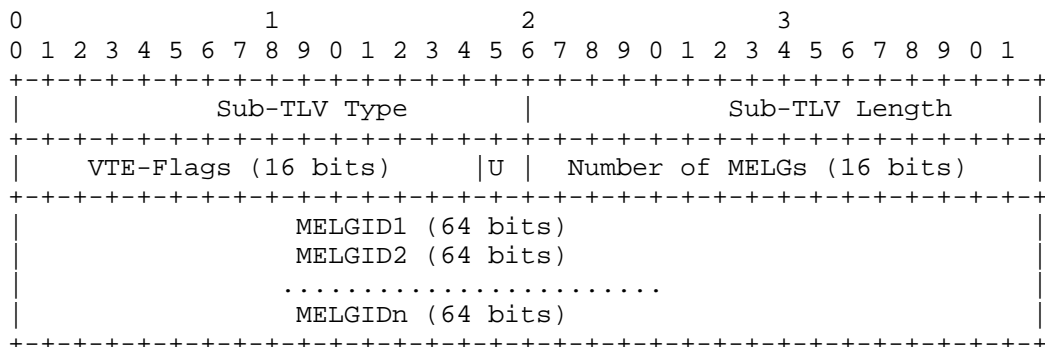 0                   1                   2                   3
0 1 2 3 4 5 6 7 8 9 0 1 2 3 4 5 6 7 8 9 0 1 2 3 4 5 6 7 8 9 0 1
+-+-+-+-+-+-+-+-+-+-+-+-+-+-+-+-+-+-+-+-+-+-+-+-+-+-+-+-+-+-+-+-+
|            Sub-TLV Type       |            Sub-TLV Length     |
+-+-+-+-+-+-+-+-+-+-+-+-+-+-+-+-+-+-+-+-+-+-+-+-+-+-+-+-+-+-+-+-+
|    VTE-Flags (16 bits)     |U |  Number of MELGs (16 bits)    |
+-+-+-+-+-+-+-+-+-+-+-+-+-+-+-+-+-+-+-+-+-+-+-+-+-+-+-+-+-+-+-+-+
|                 MELGID1 (64 bits)                             |
|                 MELGID2 (64 bits)                             |
|                ........................                       |
|                 MELGIDn (64 bits)                             |
+-+-+-+-+-+-+-+-+-+-+-+-+-+-+-+-+-+-+-+-+-+-+-+-+-+-+-+-+-+-+-+-+